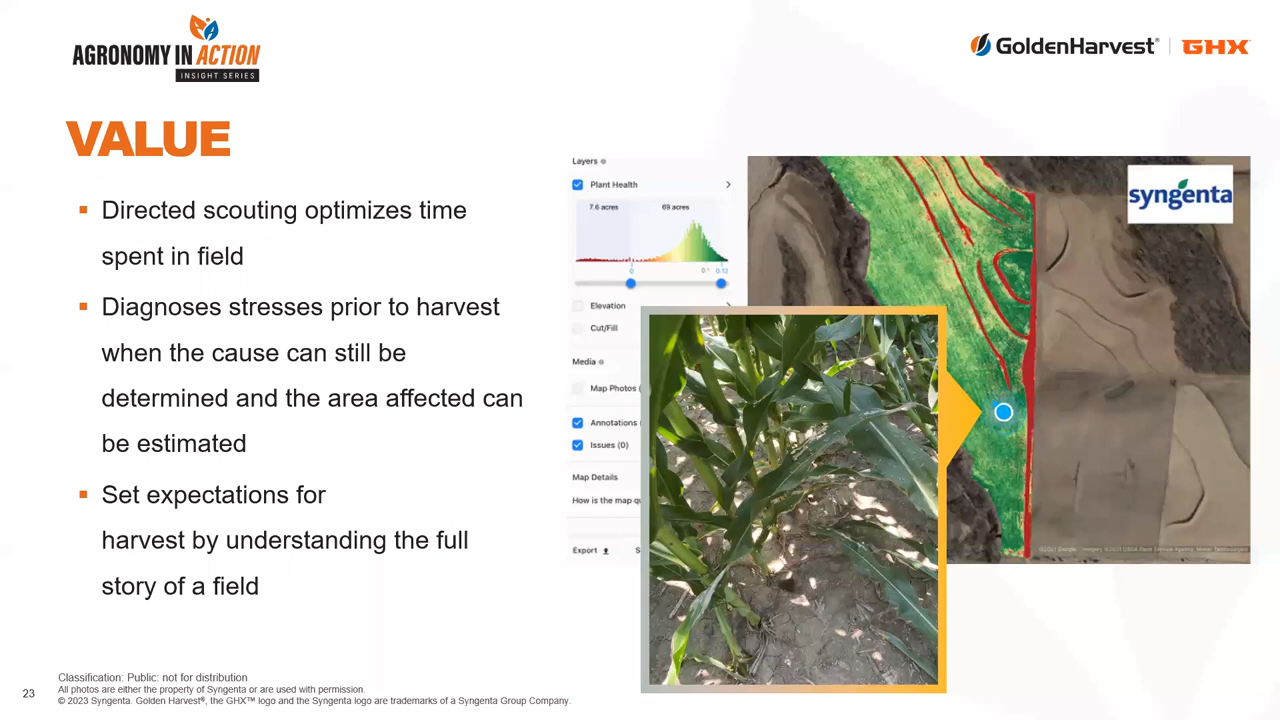 AGRONOMY IN ACTION
INSIGHT SERIES
GoldenHarvest® | GHX
VALUE
▪ Directed scouting optimizes time
spent in field
▪ Diagnoses stresses prior to harvest
when the cause can still be
determined and the area affected can
be estimated
▪ Set expectations for
harvest by understanding the full
story of a field
Layers
Plant Health
7.6 acres 69 acres
0 0.1 0.12
Elevation
Cut/Fill
Media
Map Photos (
Annotations
Issues (0)
Map Details
How is the map
Export S
syngenta
Classification: Public: not for distribution
All photos are either the property of Syngenta or are used with permission.
23
© 2023 Syngenta. Golden Harvest®, the GHX™ logo and the Syngenta logo are trademarks of a Syngenta Group Company.